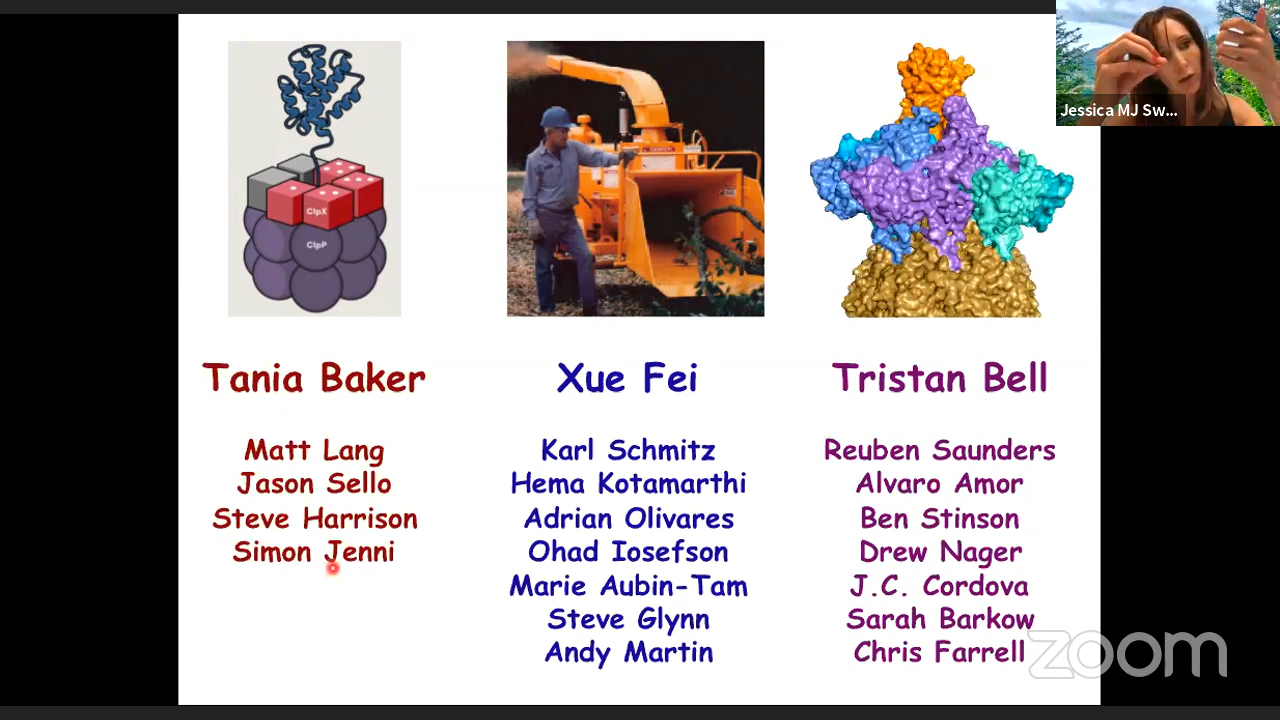 Jessica MJ Sw...
ClpX
ClpP
Tania Baker
Matt Lang
Jason Sello
Steve Harrison
Simon Jenni
Xue Fei
Karl Schmitz
Hema Kotamarthi
Adrian Olivares
Ohad Iosefson
Marie Aubin-Tam
Steve Glynn
Andy Martin
Tristan Bell
Reuben Saunders
Alvaro Amor
Ben Stinson
Drew Nager
J.C. Cordova
Sarah Barkow
Chris Farrell
zoom